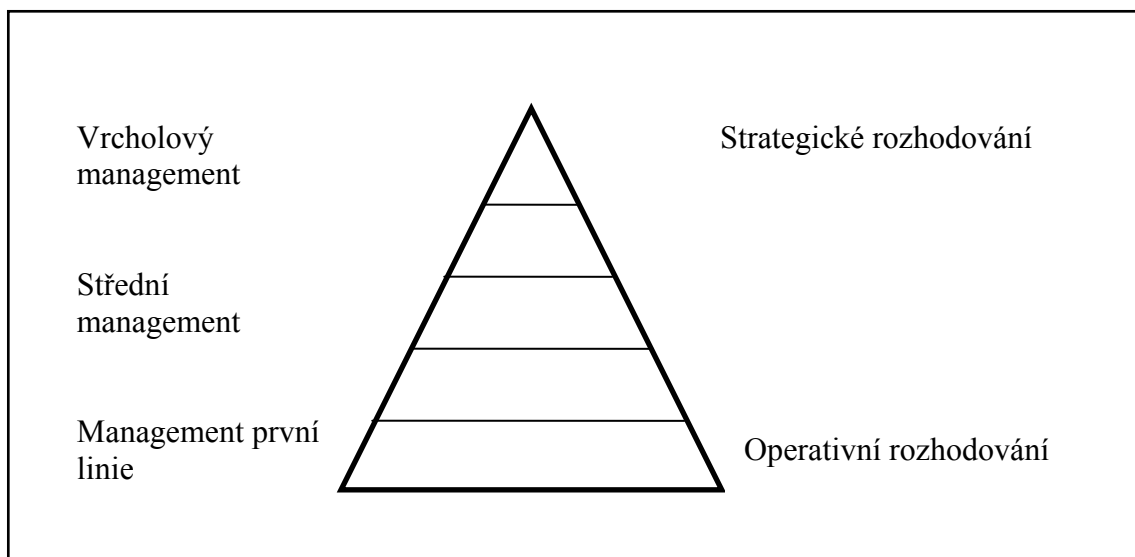 Vrcholový
management
Strategické rozhodování
Střední
management
Management první
linie
Operativní rozhodování